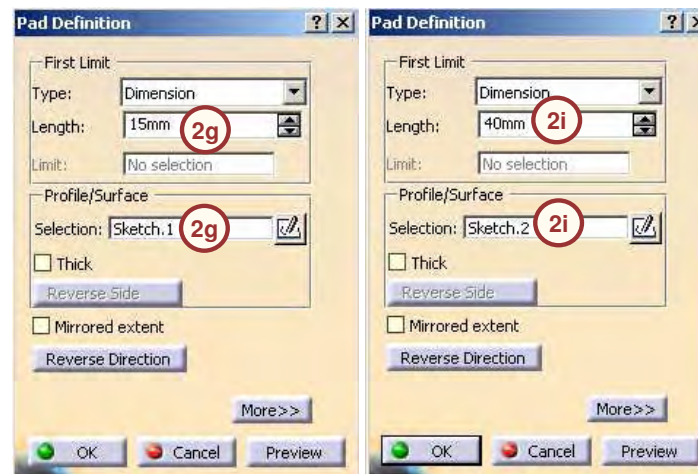 Pad Definition ? X
First Limit
Type: Dimension
Length: 15mm 2g
Limit: No selection
Profile/Surface
Selection: Sketch.1 2g
Thick
Reverse Side
Mirrored extent
Reverse Direction
More>>
OK Cancel Preview
Pad Definition ? X
First Limit
Type: Dimension
Length: 40mm 2i
Limit: No selection
Profile/Surface
Selection: Sketch.2 2i
Thick
Reverse Side
Mirrored extent
Reverse Direction
More>>
OK Cancel Preview